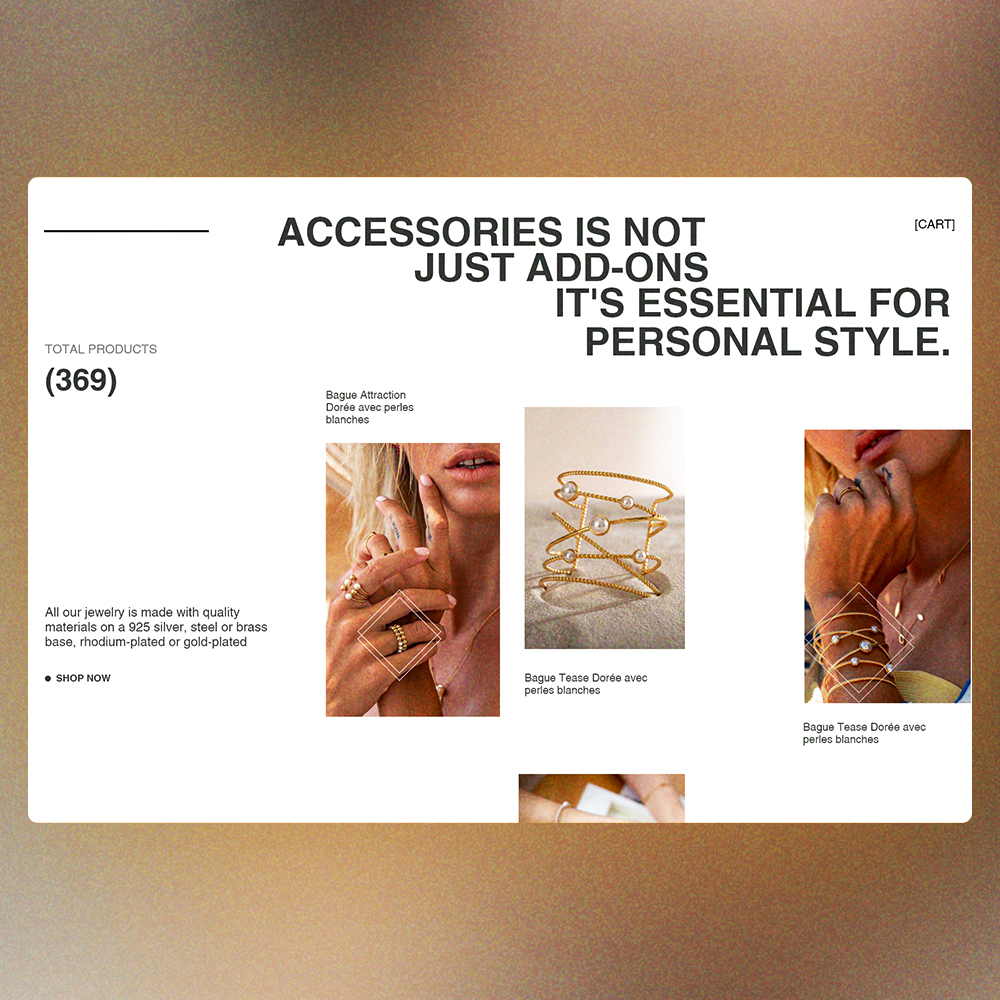 ACCESSORIES IS NOT
JUST ADD-ONS
IT'S ESSENTIAL FOR
PERSONAL STYLE.
[CART]
TOTAL PRODUCTS
(369)
Bague Attraction
Dorée avec perles
blanches
All our jewelry is made with quality
materials on a 925 silver, steel or brass
base, rhodium-plated or gold-plated
SHOP NOW
Bague Tease Dorée avec
perles blanches
Bague Tease Dorée avec
perles blanches